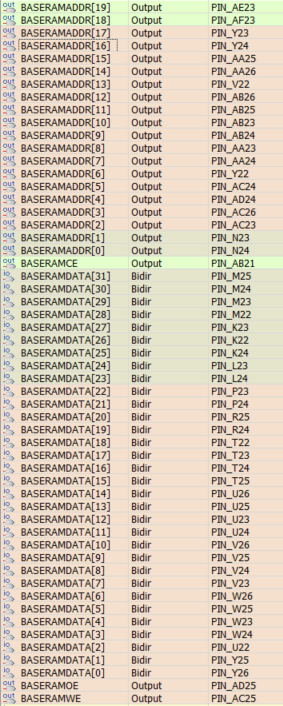 BASERAMADDR[19] Output PIN_AE23
BASERAMADDR[18] Output PIN_AF23
BASERAMADDR[17] Output PIN_Y23
BASERAMADDR[16] Output PIN_Y24
BASERAMADDR[15] Output PIN_AA25
BASERAMADDR[14] Output PIN_AA26
BASERAMADDR[13] Output PIN_V22
BASERAMADDR[12] Output PIN_AB26
BASERAMADDR[11] Output PIN_AB25
BASERAMADDR[10] Output PIN_AB23
BASERAMADDR[9] Output PIN_AB24
BASERAMADDR[8] Output PIN_AA23
BASERAMADDR[7] Output PIN_AA24
BASERAMADDR[6] Output PIN_Y22
BASERAMADDR[5] Output PIN_AC24
BASERAMADDR[4] Output PIN_AD24
BASERAMADDR[3] Output PIN_AC26
BASERAMADDR[2] Output PIN_AC23
BASERAMADDR[1] Output PIN_N23
BASERAMADDR[0] Output PIN_N24
BASERAMCE Output PIN_AB21
BASERAMDATA[31] Bidir PIN_M25
BASERAMDATA[30] Bidir PIN_M24
BASERAMDATA[29] Bidir PIN_M23
BASERAMDATA[28] Bidir PIN_M22
BASERAMDATA[27] Bidir PIN_K23
BASERAMDATA[26] Bidir PIN_K22
BASERAMDATA[25] Bidir PIN_K24
BASERAMDATA[24] Bidir PIN_L23
BASERAMDATA[23] Bidir PIN_L24
BASERAMDATA[22] Bidir PIN_P23
BASERAMDATA[21] Bidir PIN_P24
BASERAMDATA[20] Bidir PIN_R25
BASERAMDATA[19] Bidir PIN_R24
BASERAMDATA[18] Bidir PIN_T22
BASERAMDATA[17] Bidir PIN_T23
BASERAMDATA[16] Bidir PIN_T24
BASERAMDATA[15] Bidir PIN_T25
BASERAMDATA[14] Bidir PIN_U26
BASERAMDATA[13] Bidir PIN_U25
BASERAMDATA[12] Bidir PIN_U23
BASERAMDATA[11] Bidir PIN_U24
BASERAMDATA[10] Bidir PIN_V26
BASERAMDATA[9] Bidir PIN_V25
BASERAMDATA[8] Bidir PIN_V24
BASERAMDATA[7] Bidir PIN_V23
BASERAMDATA[6] Bidir PIN_W26
BASERAMDATA[5] Bidir PIN_W25
BASERAMDATA[4] Bidir PIN_W23
BASERAMDATA[3] Bidir PIN_W24
BASERAMDATA[2] Bidir PIN_U22
BASERAMDATA[1] Bidir PIN_Y25
BASERAMDATA[0] Bidir PIN_Y26
BASERAMOE Output PIN_AD25
BASERAMWE Output PIN_AC25